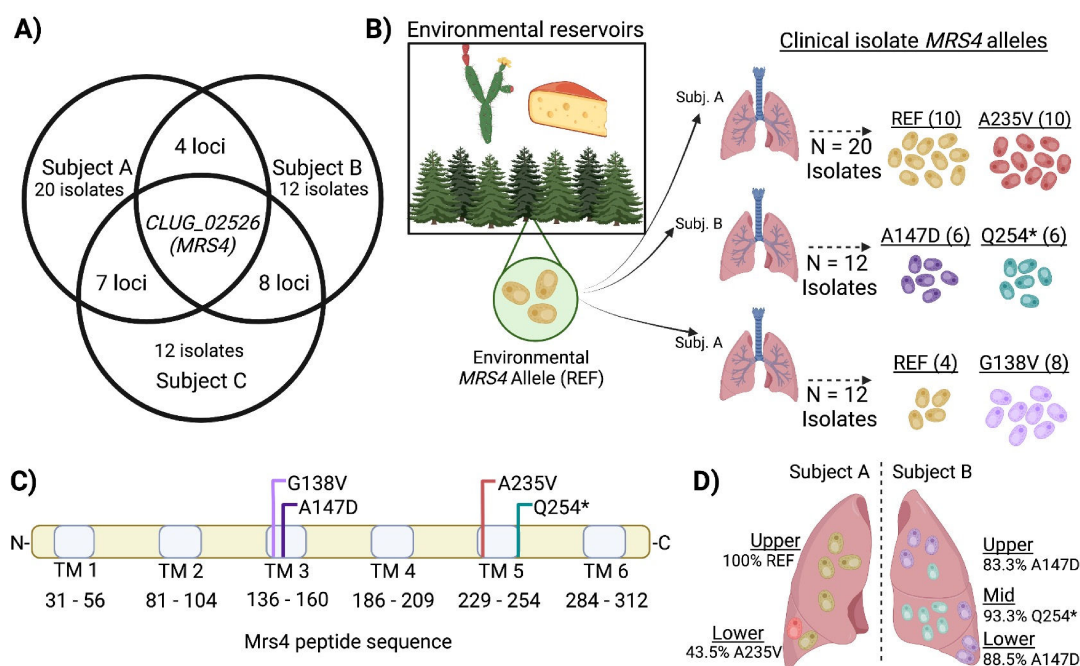 A)
Subject A
20 isolates
4 loci
Subject B
12 isolates
CLUG_02526
(MRS4)
7 loci
8 loci
12 isolates
Subject C
B)
Environmental reservoirs
Environmental
MRS4 Allele (REF)
Clinical isolate MRS4 alleles
Subj. A
N = 20
Isolates
REF (10)
A235V (10)
Subj. B
N = 12
Isolates
A147D (6)
Q254* (6)
Subj. A
N = 12
Isolates
REF (4)
G138V (8)
C)
G138V
A147D
A235V
Q254*
N-
-C
TM 1
TM 2
TM 3
TM 4
TM 5
TM 6
31 - 56
81 - 104
136 - 160
186 - 209
229 - 254
284 - 312
Mrs4 peptide sequence
D)
Subject A
Subject B
Upper
100% REF
Lower
43.5% A235V
Upper
83.3% A147D
Mid
93.3% Q254*
Lower
88.5% A147D